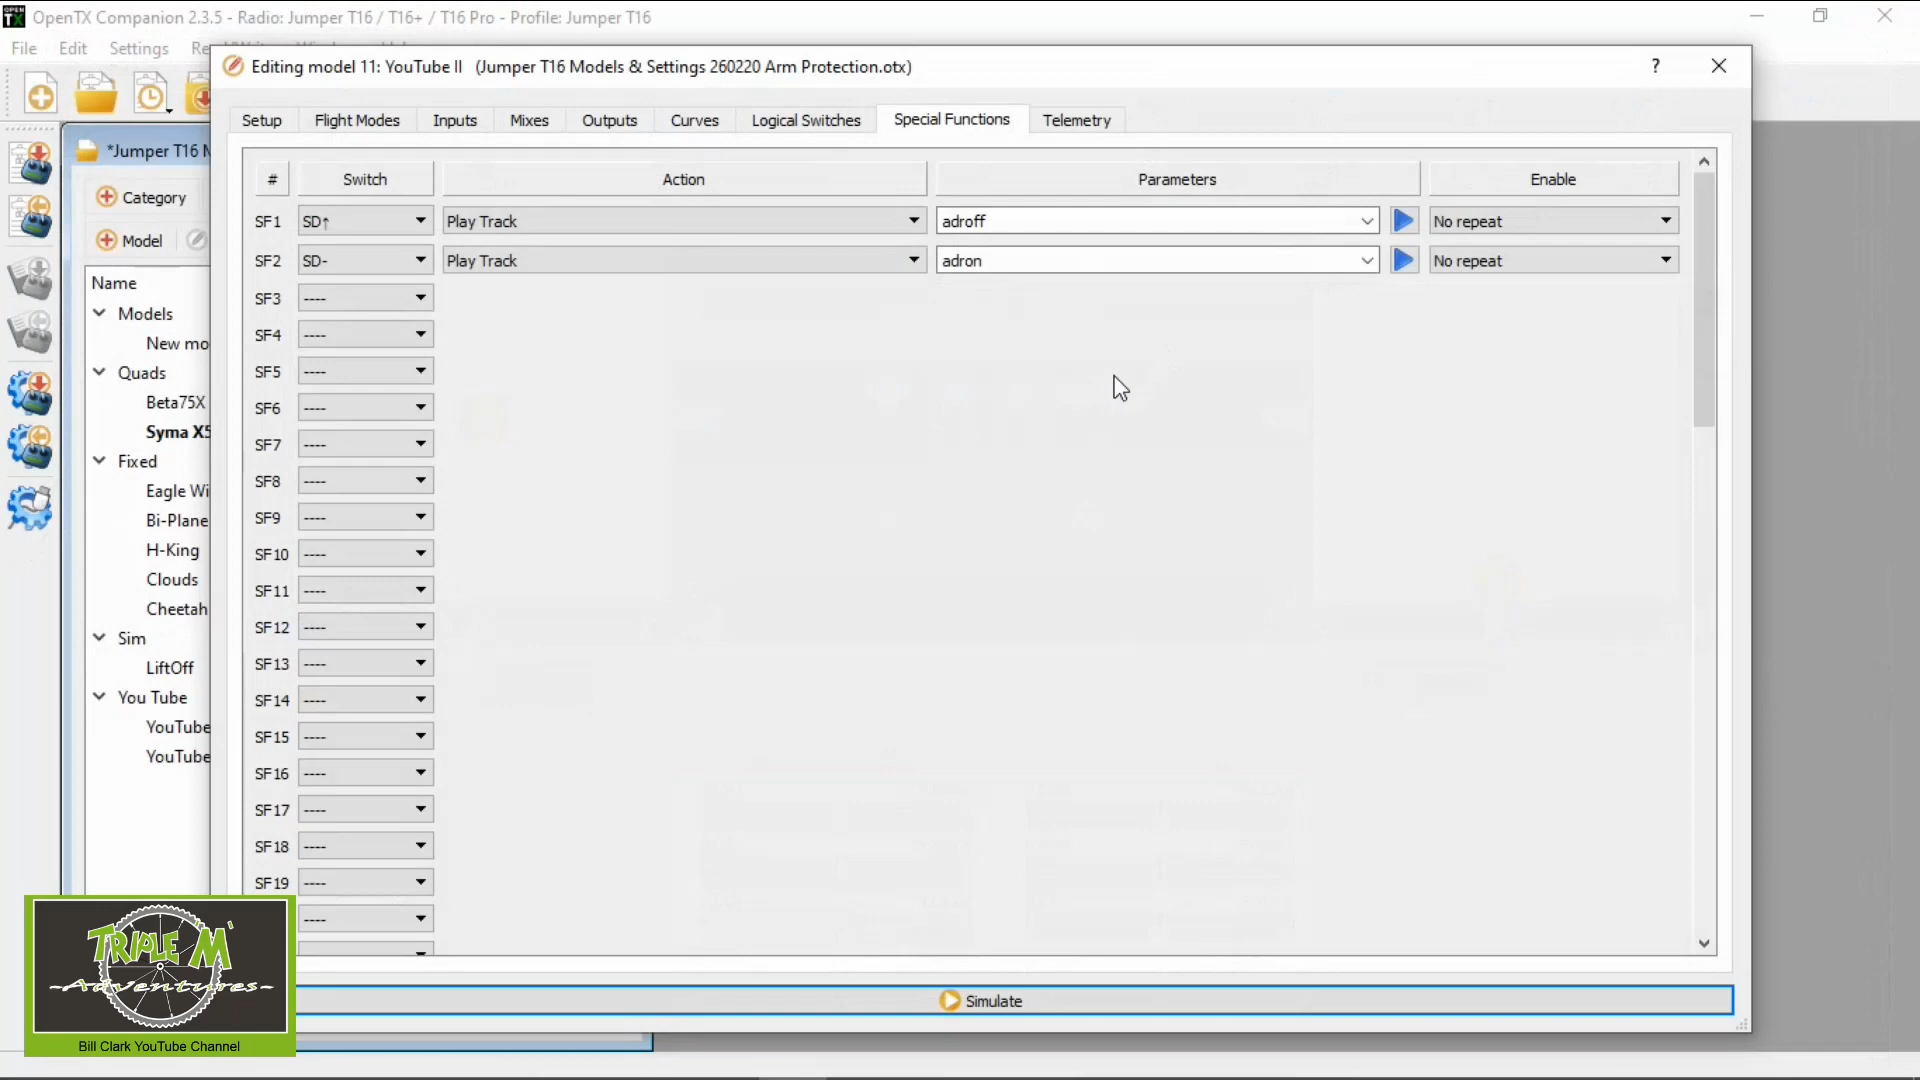 OpenTX Companion 2.3.5 - Radio: Jumper T16 / T16+ / T16 Pro - Profile: Jumper T16
File Edit Settings
Editing model 11: YouTube II (Jumper T16 Models & Settings 260220 Arm Protection.otx) ?
Setup Flight Modes Inputs Mixes Outputs Curves Logical Switches Special Functions Telemetry
*Jumper T16 M
Category
Model
Name
Models
New mo
Quads
Beta75X
Syma X5
Fixed
Eagle Wi
Bi-Plane
H-King
Clouds
Cheetah
Sim
LiftOff
You Tube
YouTube
YouTube
# Switch Action Parameters Enable
SF1 SD↑ Play Track adroff No repeat
SF2 SD- Play Track adron No repeat
SF3 ----
SF4 ----
SF5 ----
SF6 ----
SF7 ----
SF8 ----
SF9 ----
SF10 ----
SF11 ----
SF12 ----
SF13 ----
SF14 ----
SF15 ----
SF16 ----
SF17 ----
SF18 ----
SF19 ----
----
Simulate
TRIPLE M`
-Adventures-
Bill Clark YouTube Channel